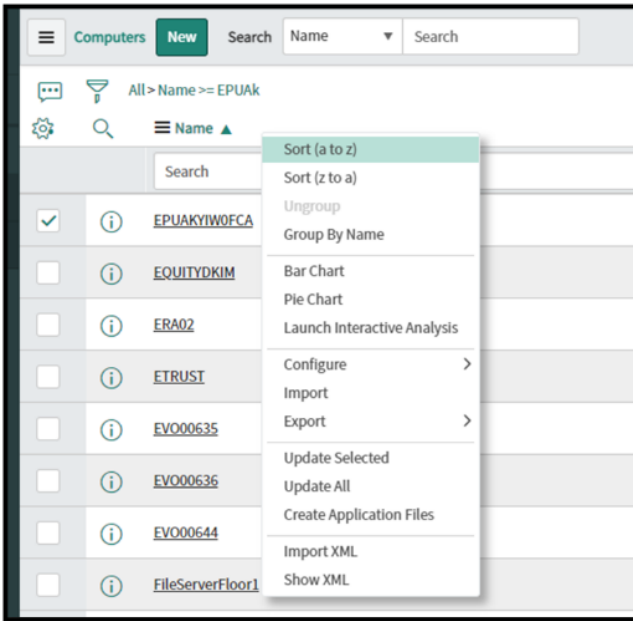 Computers New Search Name Search
All > Name >= EPUAk
Name
Search
EPUAKYIW0FCA
EQUITYDKIM
ERA02
ETRUST
EVO00635
EVO00636
EVO00644
FileServerFloor1
Sort (a to z)
Sort (z to a)
Ungroup
Group By Name
Bar Chart
Pie Chart
Launch Interactive Analysis
Configure
Import
Export
Update Selected
Update All
Create Application Files
Import XML
Show XML